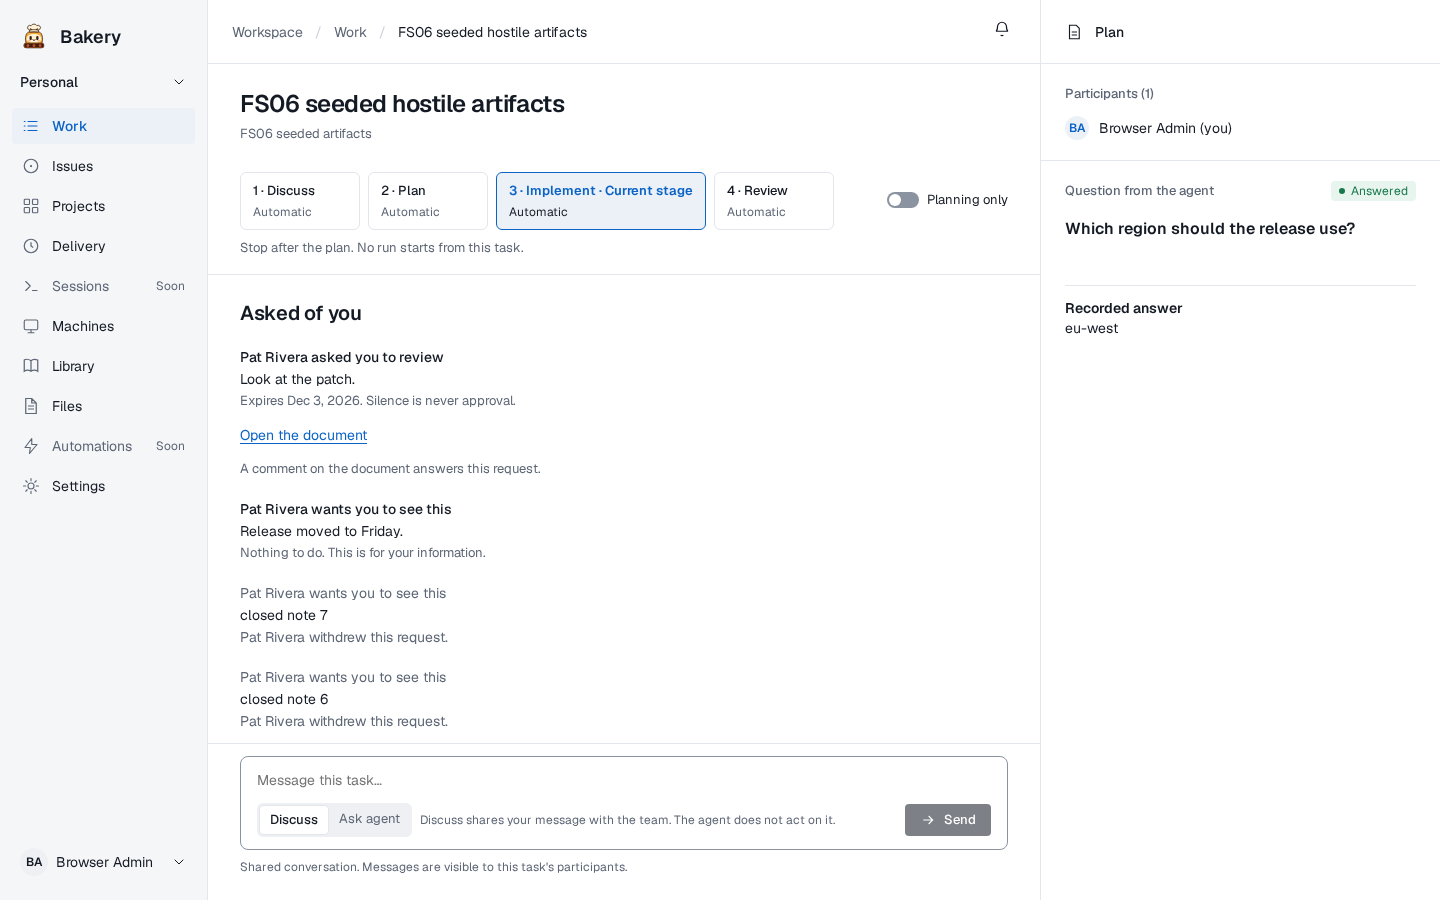 Bakery
Personal
Work
Issues
Projects
Delivery
Sessions Soon
Machines
Library
Files
Automations Soon
Settings
BA Browser Admin
Workspace / Work / FS06 seeded hostile artifacts
FS06 seeded hostile artifacts
FS06 seeded artifacts
1 · Discuss
Automatic
2 · Plan
Automatic
3 · Implement · Current stage
Automatic
4 · Review
Automatic
Planning only
Stop after the plan. No run starts from this task.
Asked of you
Pat Rivera asked you to review
Look at the patch.
Expires Dec 3, 2026. Silence is never approval.
Open the document
A comment on the document answers this request.
Pat Rivera wants you to see this
Release moved to Friday.
Nothing to do. This is for your information.
Pat Rivera wants you to see this
closed note 7
Pat Rivera withdrew this request.
Pat Rivera wants you to see this
closed note 6
Pat Rivera withdrew this request.
Message this task…
Discuss Ask agent Discuss shares your message with the team. The agent does not act on it. Send
Shared conversation. Messages are visible to this task's participants.
Plan
Participants (1)
BA Browser Admin (you)
Question from the agent Answered
Which region should the release use?
Recorded answer
eu-west